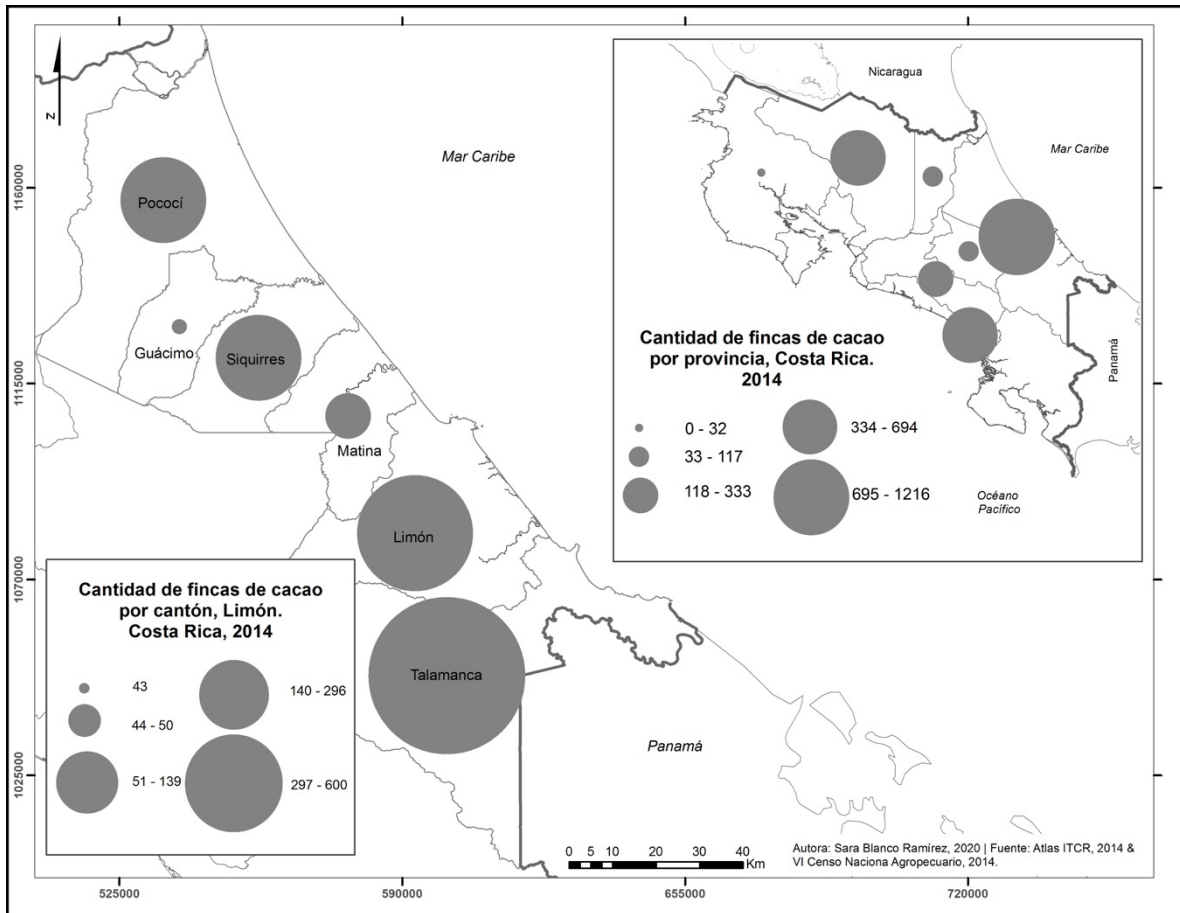 N
Nicaragua
Mar Caribe
Mar Caribe
Pococí
Guácimo
Siquirres
Matina
Limón
Talamanca
Panamá
Panamá
Océano
Pacífico
Cantidad de fincas de cacao
por provincia, Costa Rica.
2014
0 - 32
33 - 117
118 - 333
334 - 694
695 - 1216
Cantidad de fincas de cacao
por cantón, Limón.
Costa Rica, 2014
43
44 - 50
51 - 139
140 - 296
297 - 600
0 5 10 20 30 40
Km
Autora: Sara Blanco Ramírez, 2020 | Fuente: Atlas ITCR, 2014 &
VI Censo Naciona Agropecuario, 2014.
1160000
1115000
1070000
1025000
525000
590000
655000
720000